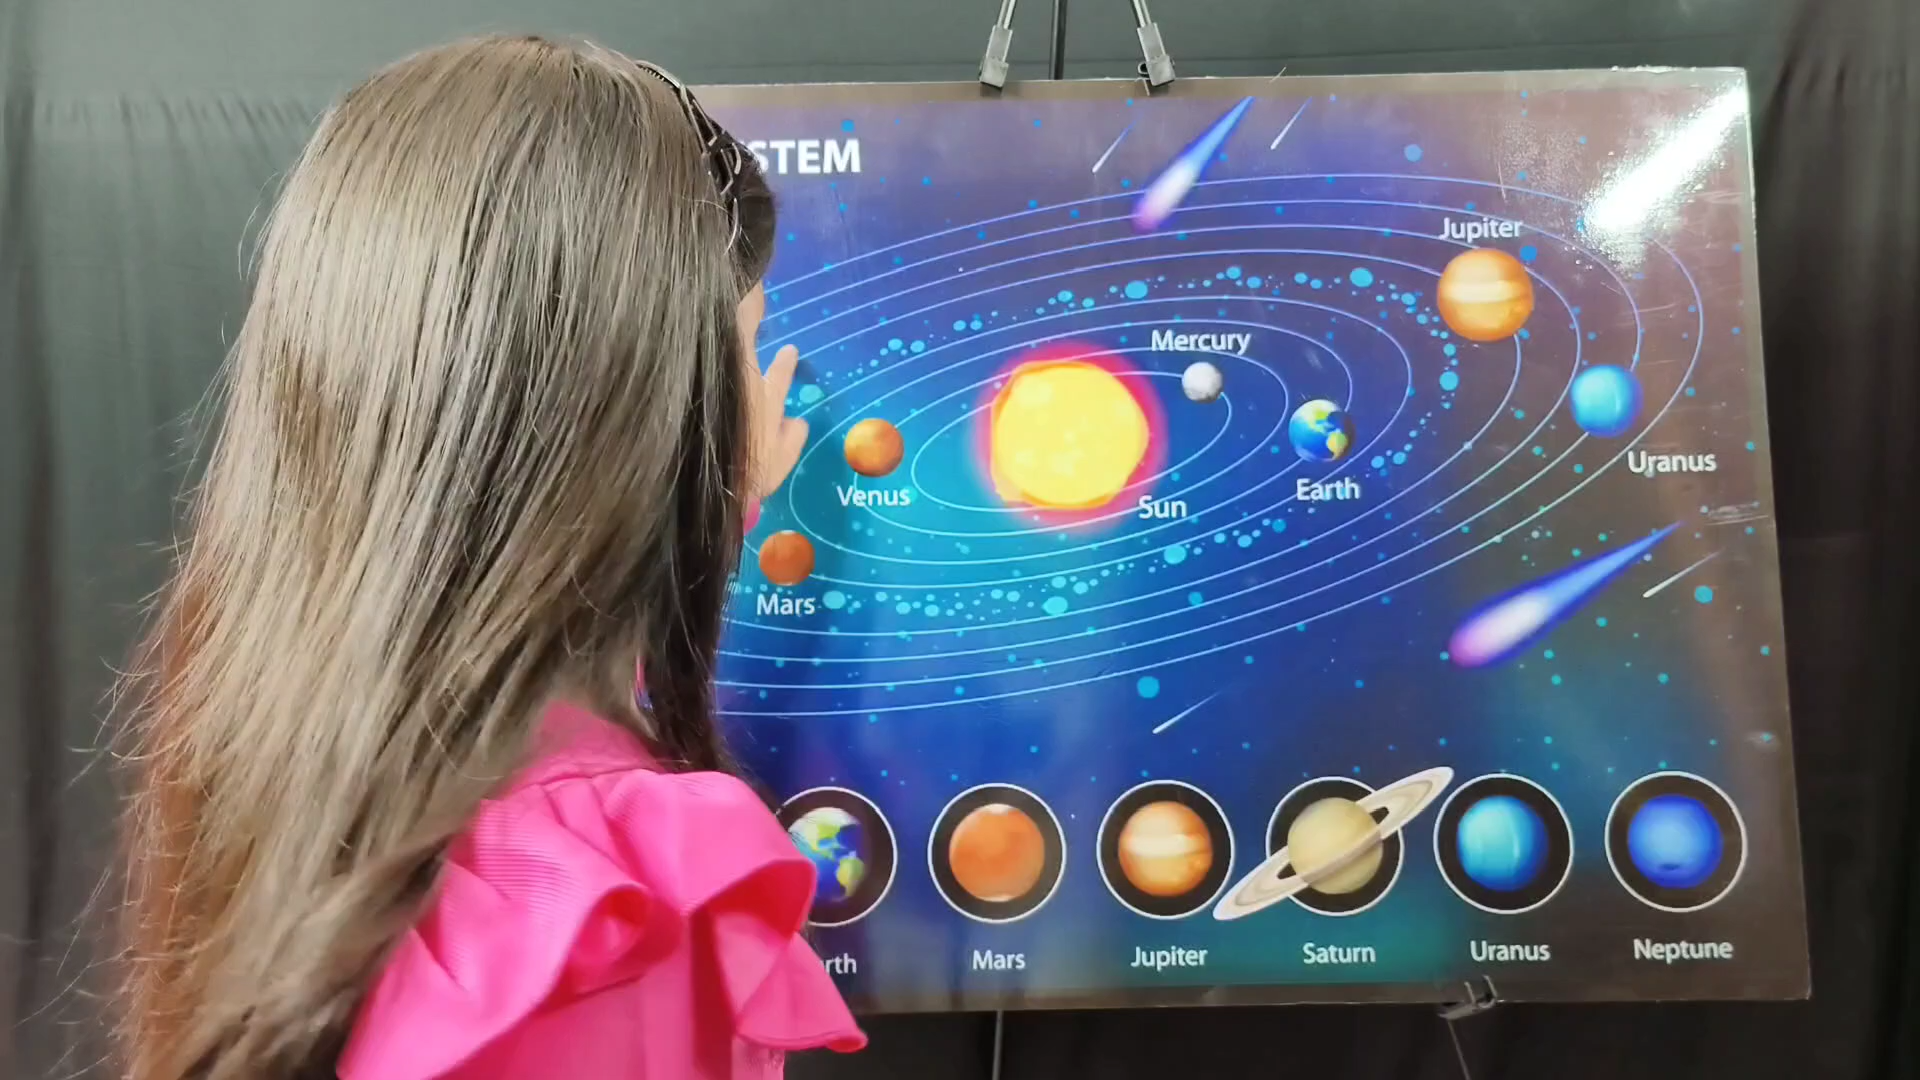 STEM
Jupiter
Mercury
Uranus
Venus
Earth
Sun
Mars
rth
Mars
Jupiter
Saturn
Uranus
Neptune